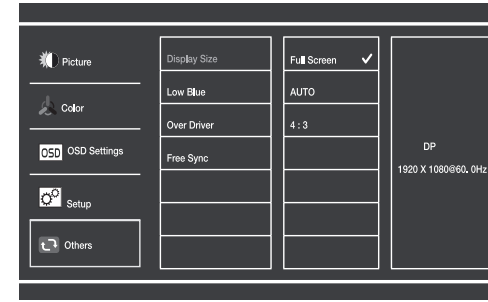 Picture
Color
OSD OSD Settings
Setup
Others
Display Size
Low Blue
Over Driver
Free Sync
Full Screen ✓
AUTO
4 : 3
DP
1920 X 1080@60. 0Hz